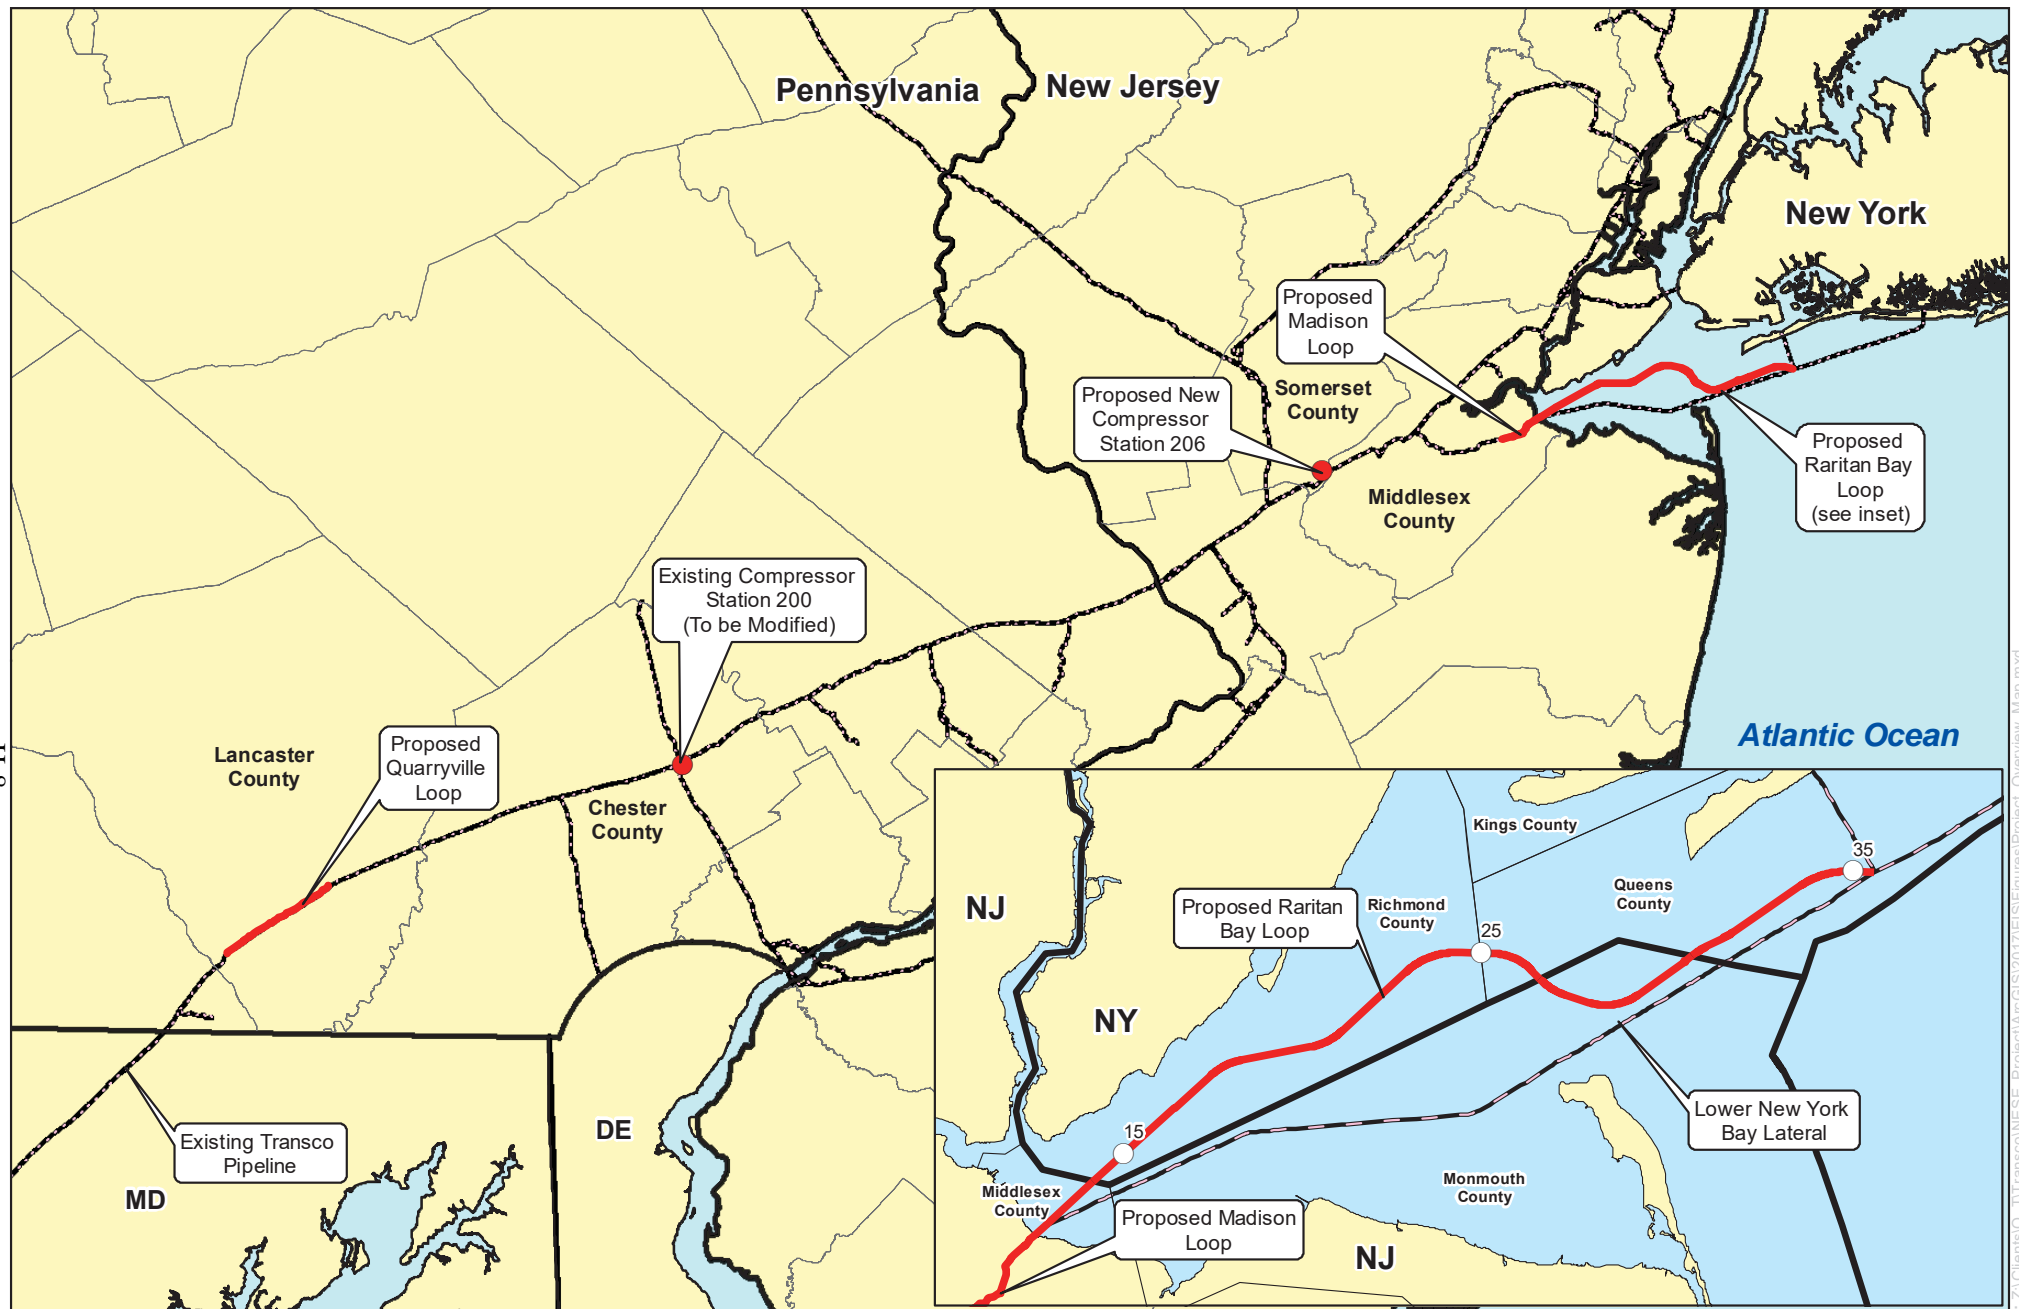 Pennsylvania
New Jersey
New York
Proposed
Madison
Loop
Somerset
County
Proposed New
Compressor
Station 206
Proposed
Raritan Bay
Loop
(see inset)
Middlesex
County
Existing Compressor
Station 200
(To be Modified)
Lancaster
County
Proposed
Quarryville
Loop
Chester
County
Atlantic Ocean
Existing Transco
Pipeline
MD
DE
Kings County
35
NJ
Queens
County
Proposed Raritan
Bay Loop
Richmond
County
25
NY
Lower New York
Bay Lateral
15
Middlesex
County
Monmouth
County
Proposed Madison
Loop
NJ